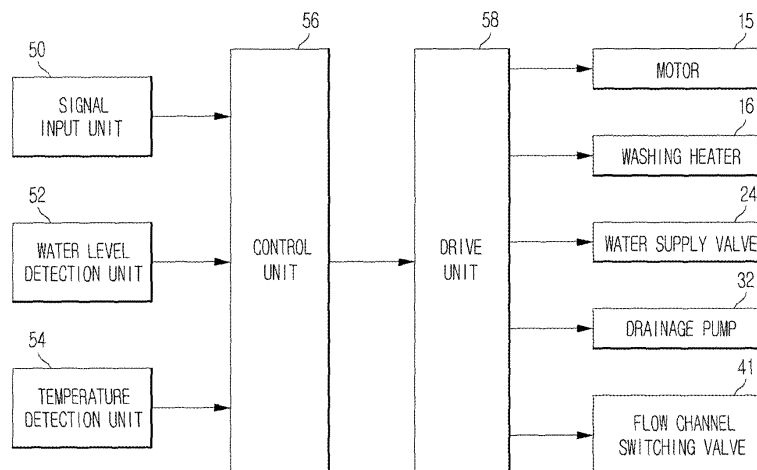 50
SIGNAL
INPUT UNIT
52
WATER LEVEL
DETECTION UNIT
54
TEMPERATURE
DETECTION UNIT
56
CONTROL
UNIT
58
DRIVE
UNIT
15
MOTOR
16
WASHING HEATER
24
WATER SUPPLY VALVE
32
DRAINAGE PUMP
41
FLOW CHANNEL
SWITCHING VALVE